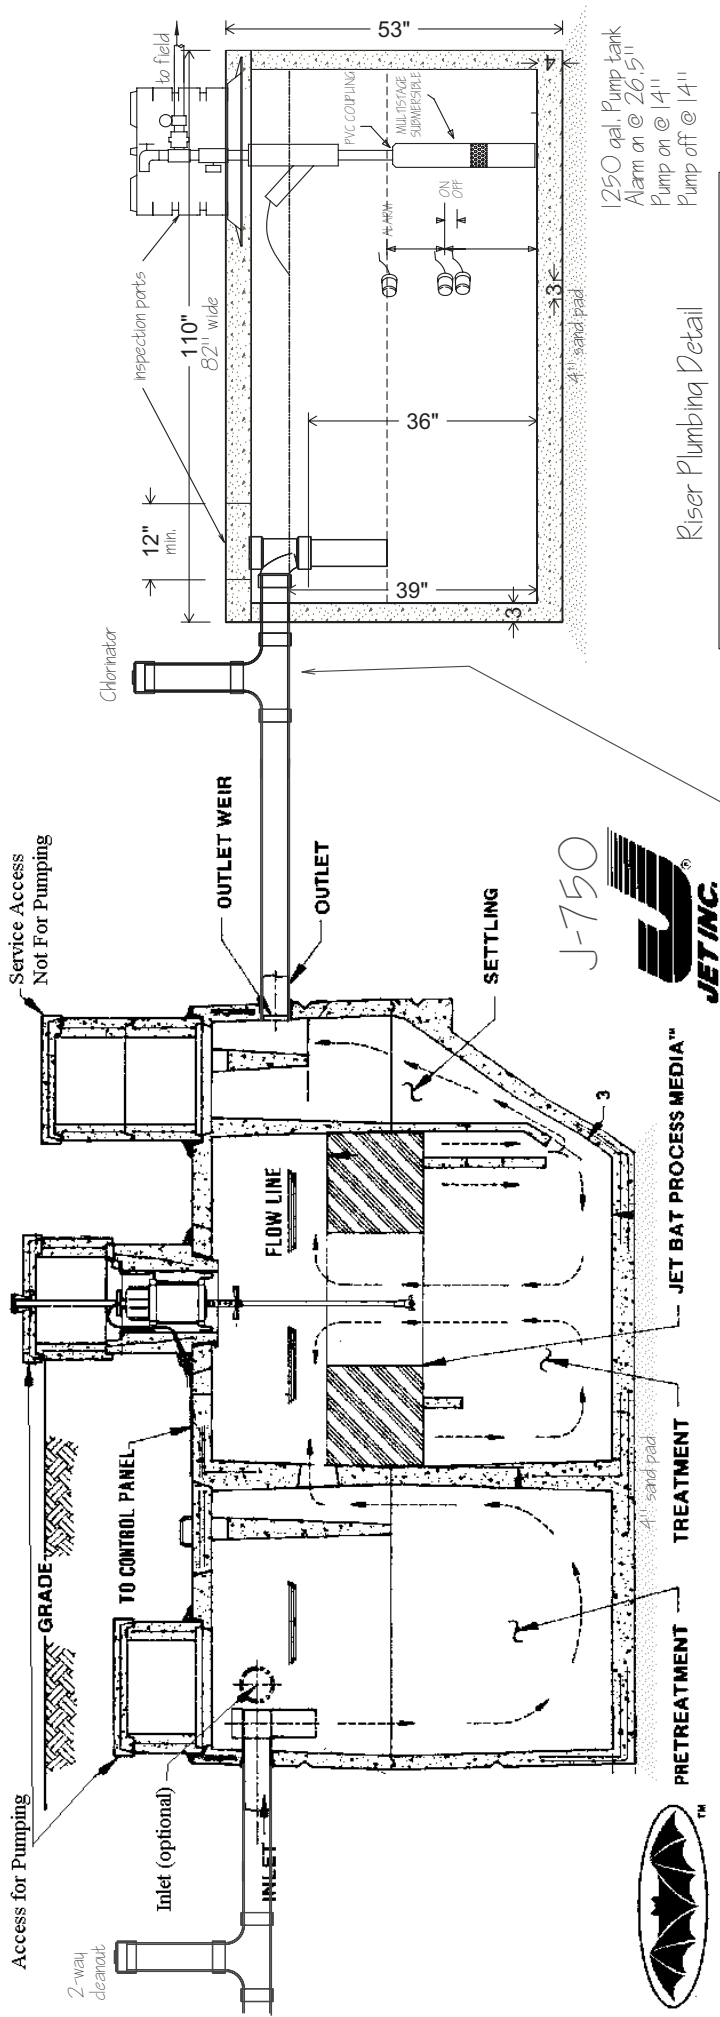 2-way
cleanout
Access for Pumping
Inlet (optional)
INLET
GRADE
TO CONTROL PANEL
FLOW LINE
Service Access
Not For Pumping
OUTLET WEIR
OUTLET
SETTLING
3
PRETREATMENT
TREATMENT
JET BAT PROCESS MEDIA™
4" sand pad
TM
J-750
JET INC.
®
Chlorinator
12"
min.
inspection ports
110"
82" wide
to field
53"
4
PVC COUPLING
MULTISTAGE
SUBMERSIBLE
ALARM
ON
OFF
36"
39"
3
3
4" sand pad
1250 gal. Pump tank
Alarm on @ 26.5"
Pump on @ 14"
Pump off @ 14"
Riser Plumbing Detail